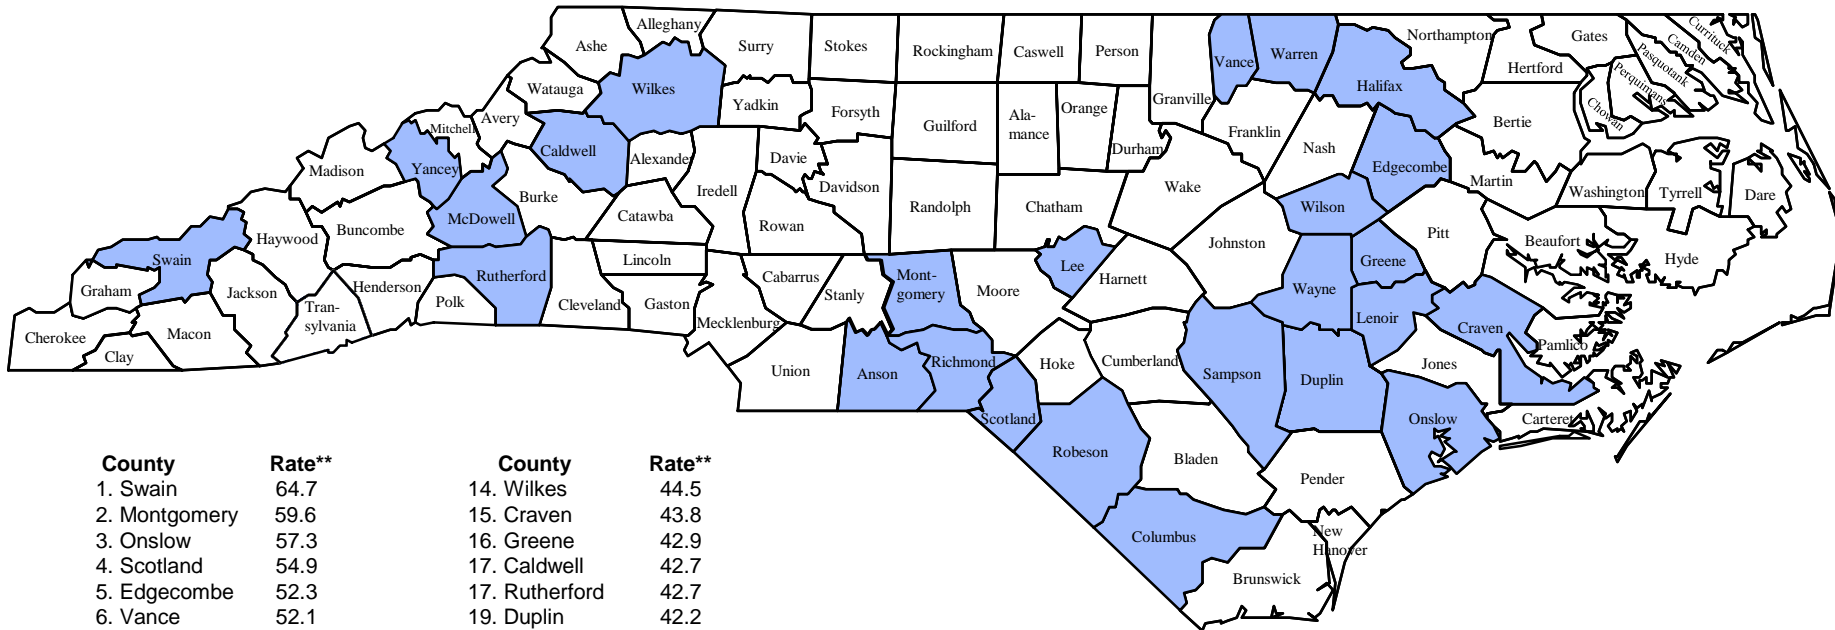 Alleghany
Ashe
Surry
Stokes
Rockingham
Caswell
Person
Vance
Warren
Northampton
Gates
Currituck
Camden
Pasquotank
Perquimans
Chowan
Hertford
Watauga
Wilkes
Yadkin
Forsyth
Guilford
Ala-
mance
Orange
Durham
Granville
Franklin
Halifax
Bertie
Mitchell
Avery
Caldwell
Alexander
Davie
Nash
Edgecombe
Madison
Yancey
Burke
Iredell
Davidson
Wake
Martin
Washington
Tyrrell
Dare
McDowell
Catawba
Rowan
Randolph
Chatham
Wilson
Buncombe
Haywood
Swain
Rutherford
Lincoln
Cabarrus
Mont-
gomery
Moore
Lee
Harnett
Johnston
Greene
Pitt
Beaufort
Hyde
Graham
Jackson
Henderson
Polk
Cleveland
Gaston
Stanly
Wayne
Tran-
sylvania
Cherokee
Clay
Macon
Mecklenburg
Lenoir
Craven
Pamlico
Union
Anson
Richmond
Hoke
Cumberland
Sampson
Duplin
Jones
Scotland
Onslow
Carteret
Robeson
Bladen
Pender
Columbus
New
Hanover
Brunswick
County Rate** County Rate**
1. Swain 64.7 14. Wilkes 44.5
2. Montgomery 59.6 15. Craven 43.8
3. Onslow 57.3 16. Greene 42.9
4. Scotland 54.9 17. Caldwell 42.7
5. Edgecombe 52.3 17. Rutherford 42.7
6. Vance 52.1 19. Duplin 42.2